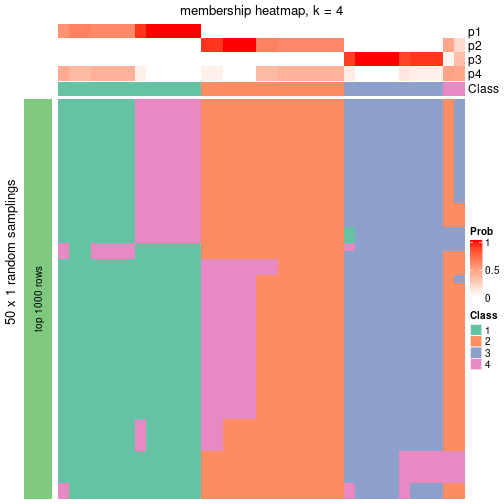 membership heatmap, k = 4
p1
p2
p3
p4
Class
50 x 1 random samplings
top 1000 rows
Prob
1
0.5
0
Class
1
2
3
4